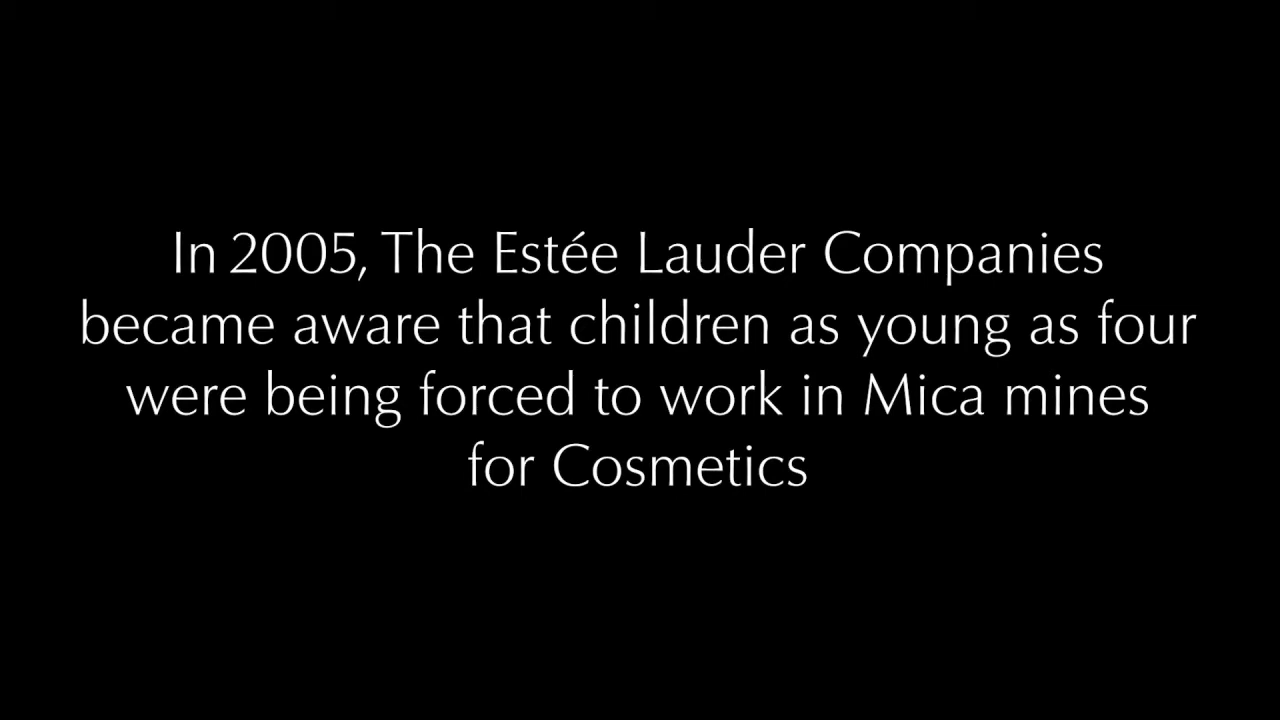 In 2005, The Estée Lauder Companies
became aware that children as young as four
were being forced to work in Mica mines
for Cosmetics